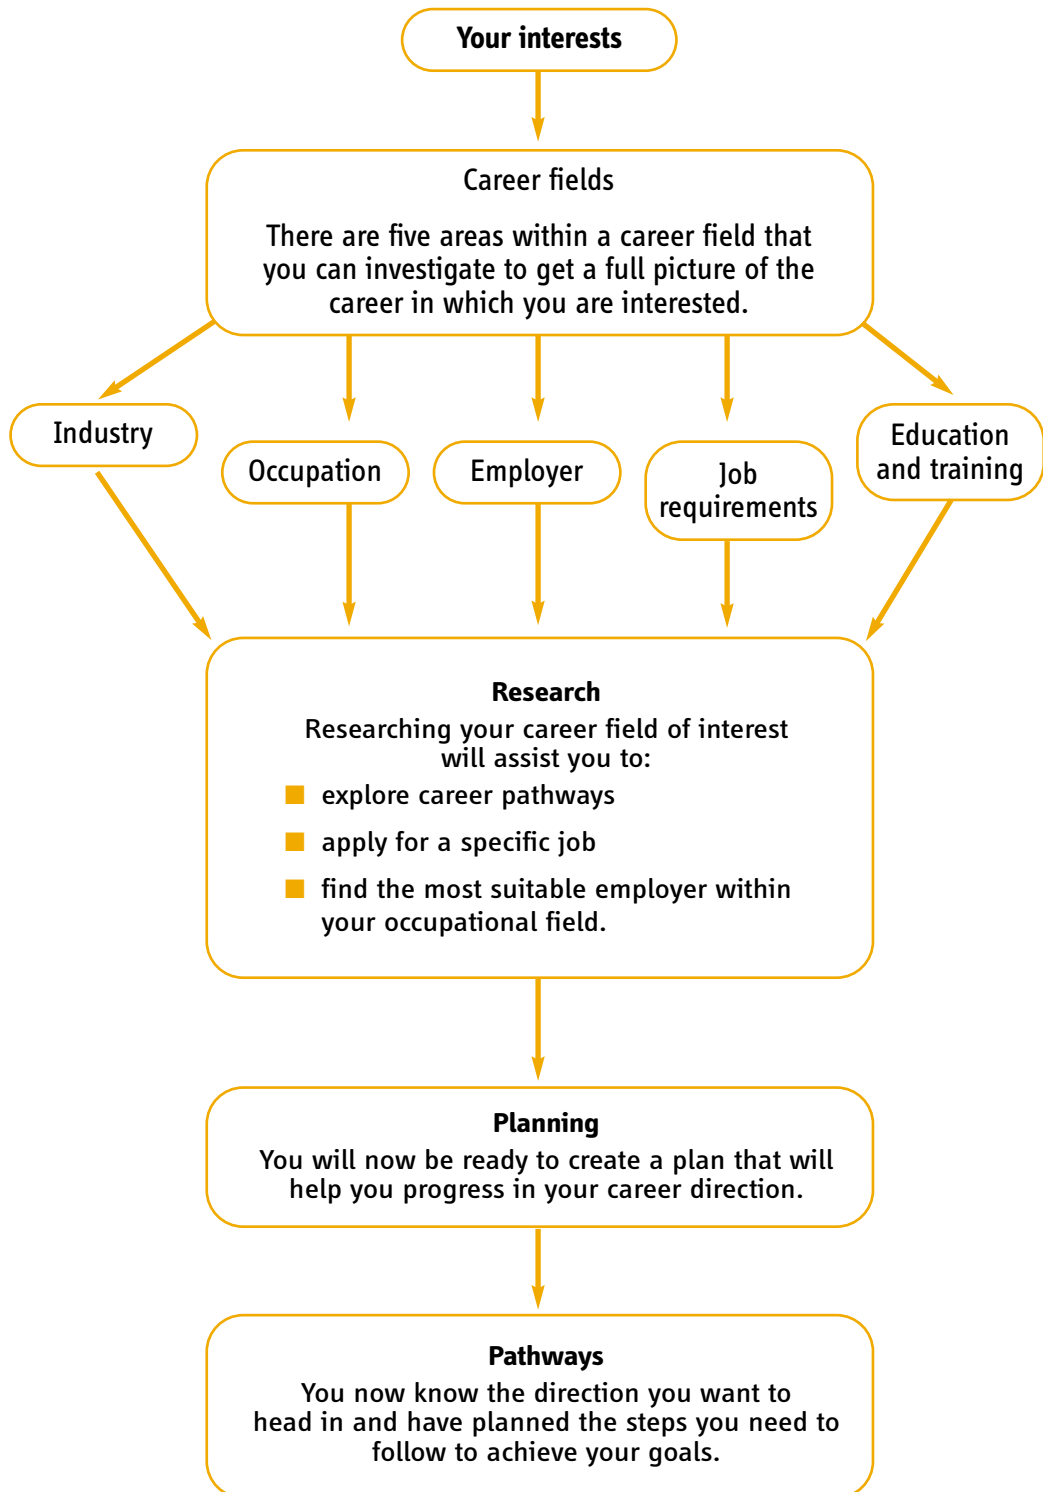 Your interests
Career fields
There are five areas within a career field that
you can investigate to get a full picture of the
career in which you are interested.
Industry
Occupation
Employer
Job
requirements
Education
and training
Research
Researching your career field of interest
will assist you to:
■ explore career pathways
■ apply for a specific job
■ find the most suitable employer within
your occupational field.
Planning
You will now be ready to create a plan that will
help you progress in your career direction.
Pathways
You now know the direction you want to
head in and have planned the steps you need to
follow to achieve your goals.